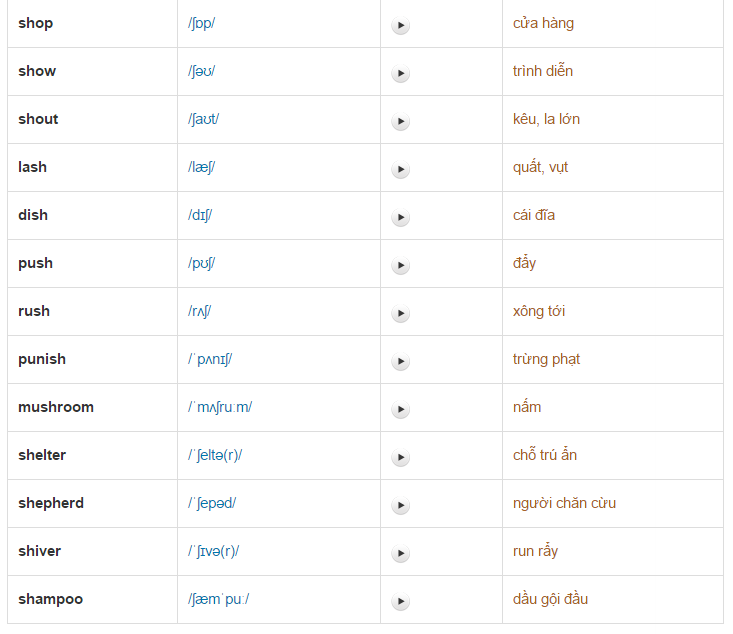 shop /ʃɒp/ cửa hàng
show /ʃəʊ/ trình diễn
shout /ʃaʊt/ kêu, la lớn
lash /læʃ/ quất, vụt
dish /dɪʃ/ cái đĩa
push /pʊʃ/ đẩy
rush /rʌʃ/ xông tới
punish /ˈpʌnɪʃ/ trừng phạt
mushroom /ˈmʌʃruːm/ nấm
shelter /ˈʃeltə(r)/ chỗ trú ẩn
shepherd /ˈʃepəd/ người chăn cừu
shiver /ˈʃɪvə(r)/ run rẩy
shampoo /ʃæmˈpuː/ dầu gội đầu